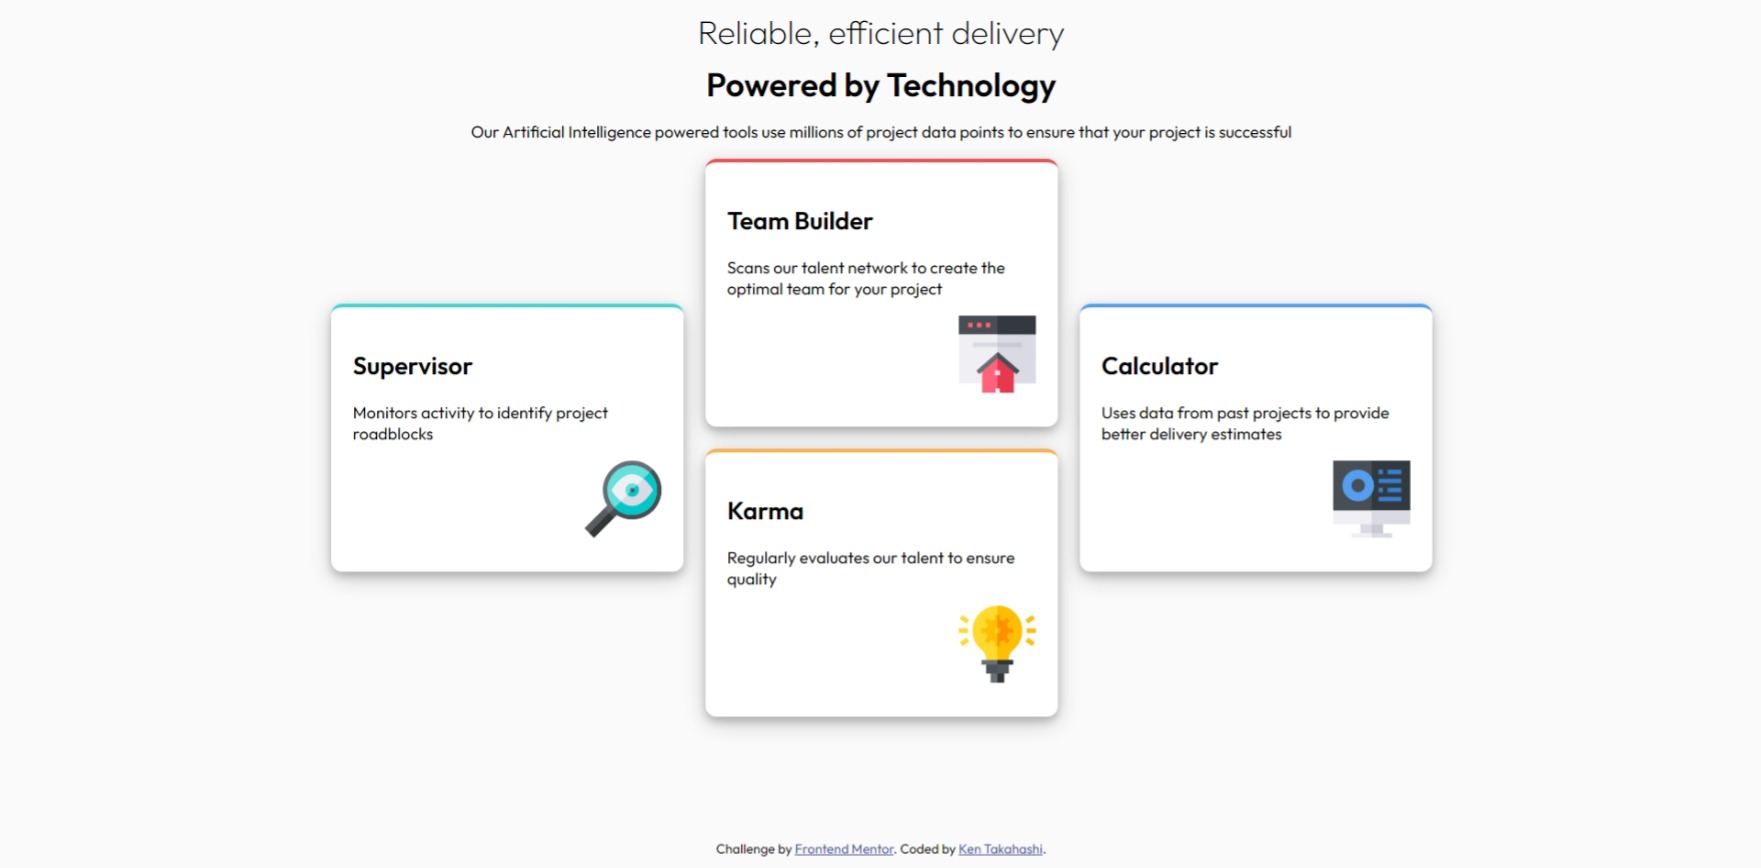 Reliable, efficient delivery
Powered by Technology
Our Artificial Intelligence powered tools use millions of project data points to ensure that your project is successful
Supervisor
Monitors activity to identify project
roadblocks
Team Builder
Scans our talent network to create the
optimal team for your project
Karma
Regularly evaluates our talent to ensure
quality
Calculator
Uses data from past projects to provide
better delivery estimates
Challenge by Frontend Mentor. Coded by Ken Takahashi.